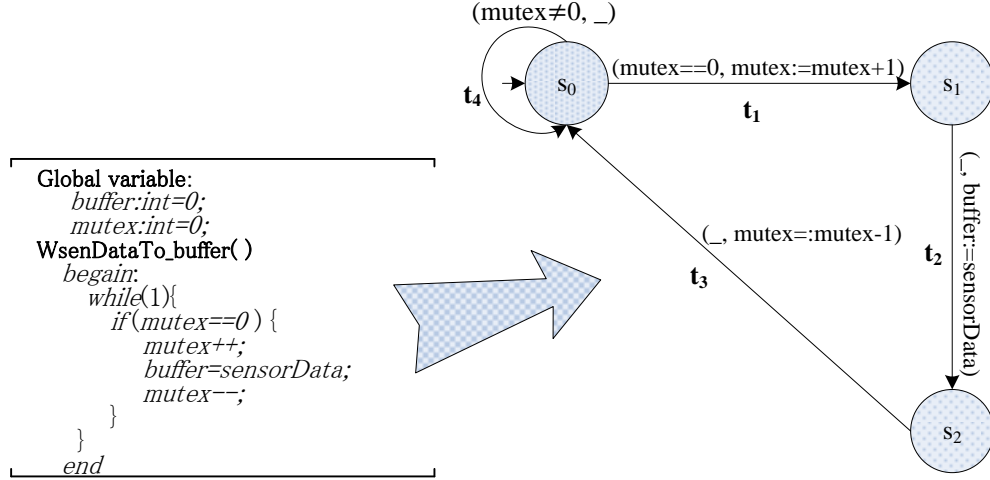 (mutex≠0, _)
s0
t4
(mutex==0, mutex:=mutex+1)
t1
s1
(_, buffer:=sensorData)
t2
(_, mutex=:mutex-1)
t3
s2
Global variable:
buffer:int=0;
mutex:int=0;
WsenDataTo_buffer( )
begain:
while(1){
if(mutex==0){
mutex++;
buffer=sensorData;
mutex--;
}
}
end